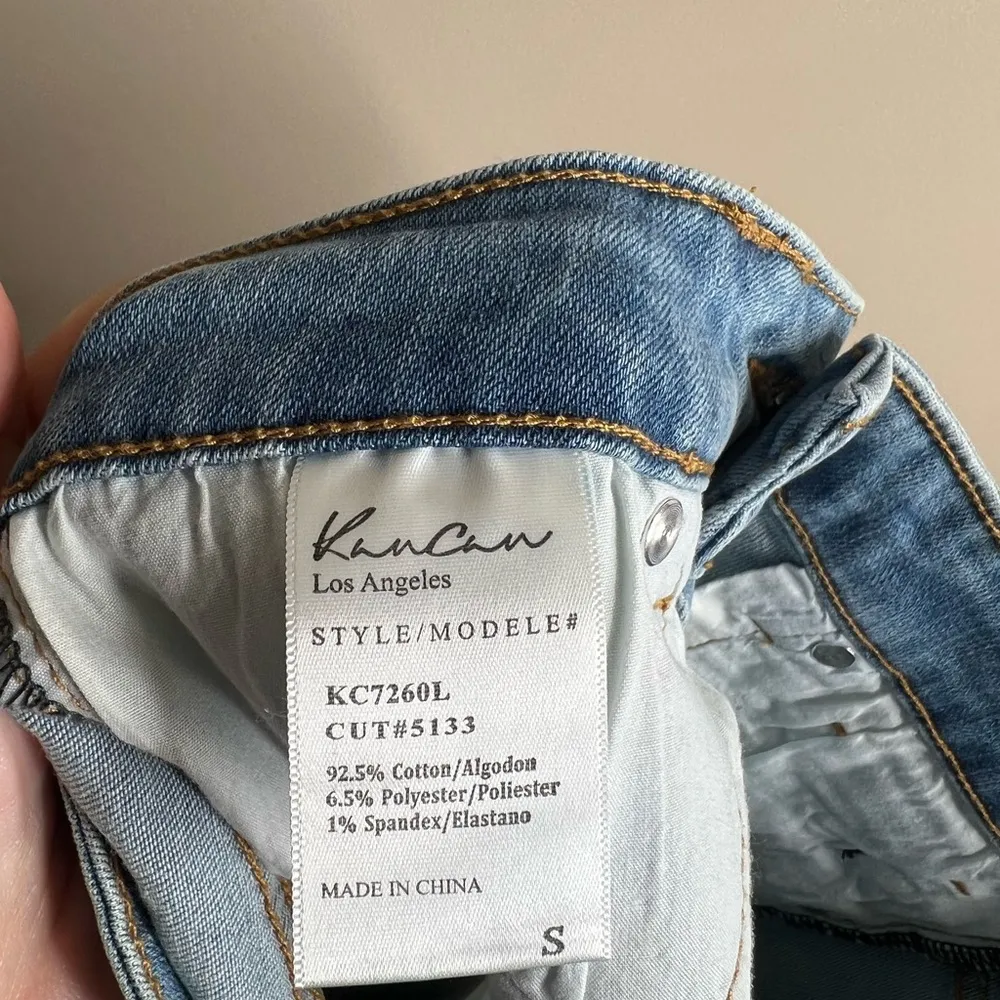 KanCan
Los Angeles
STYLE/MODELE#
KC7260L
CUT#5133
92.5% Cotton/Algodon
6.5% Polyester/Poliester
1% Spandex/Elastano
MADE IN CHINA
S